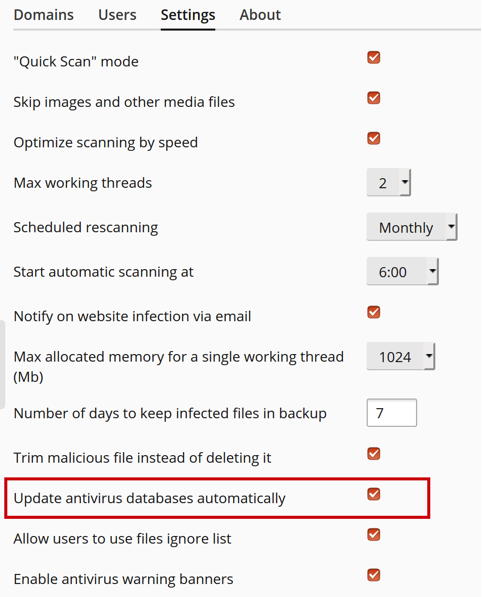 Domains Users Settings About
"Quick Scan" mode
Skip images and other media files
Optimize scanning by speed
Max working threads 2
Scheduled rescanning Monthly
Start automatic scanning at 6:00
Notify on website infection via email
Max allocated memory for a single working thread
(Mb) 1024
Number of days to keep infected files in backup 7
Trim malicious file instead of deleting it
Update antivirus databases automatically
Allow users to use files ignore list
Enable antivirus warning banners